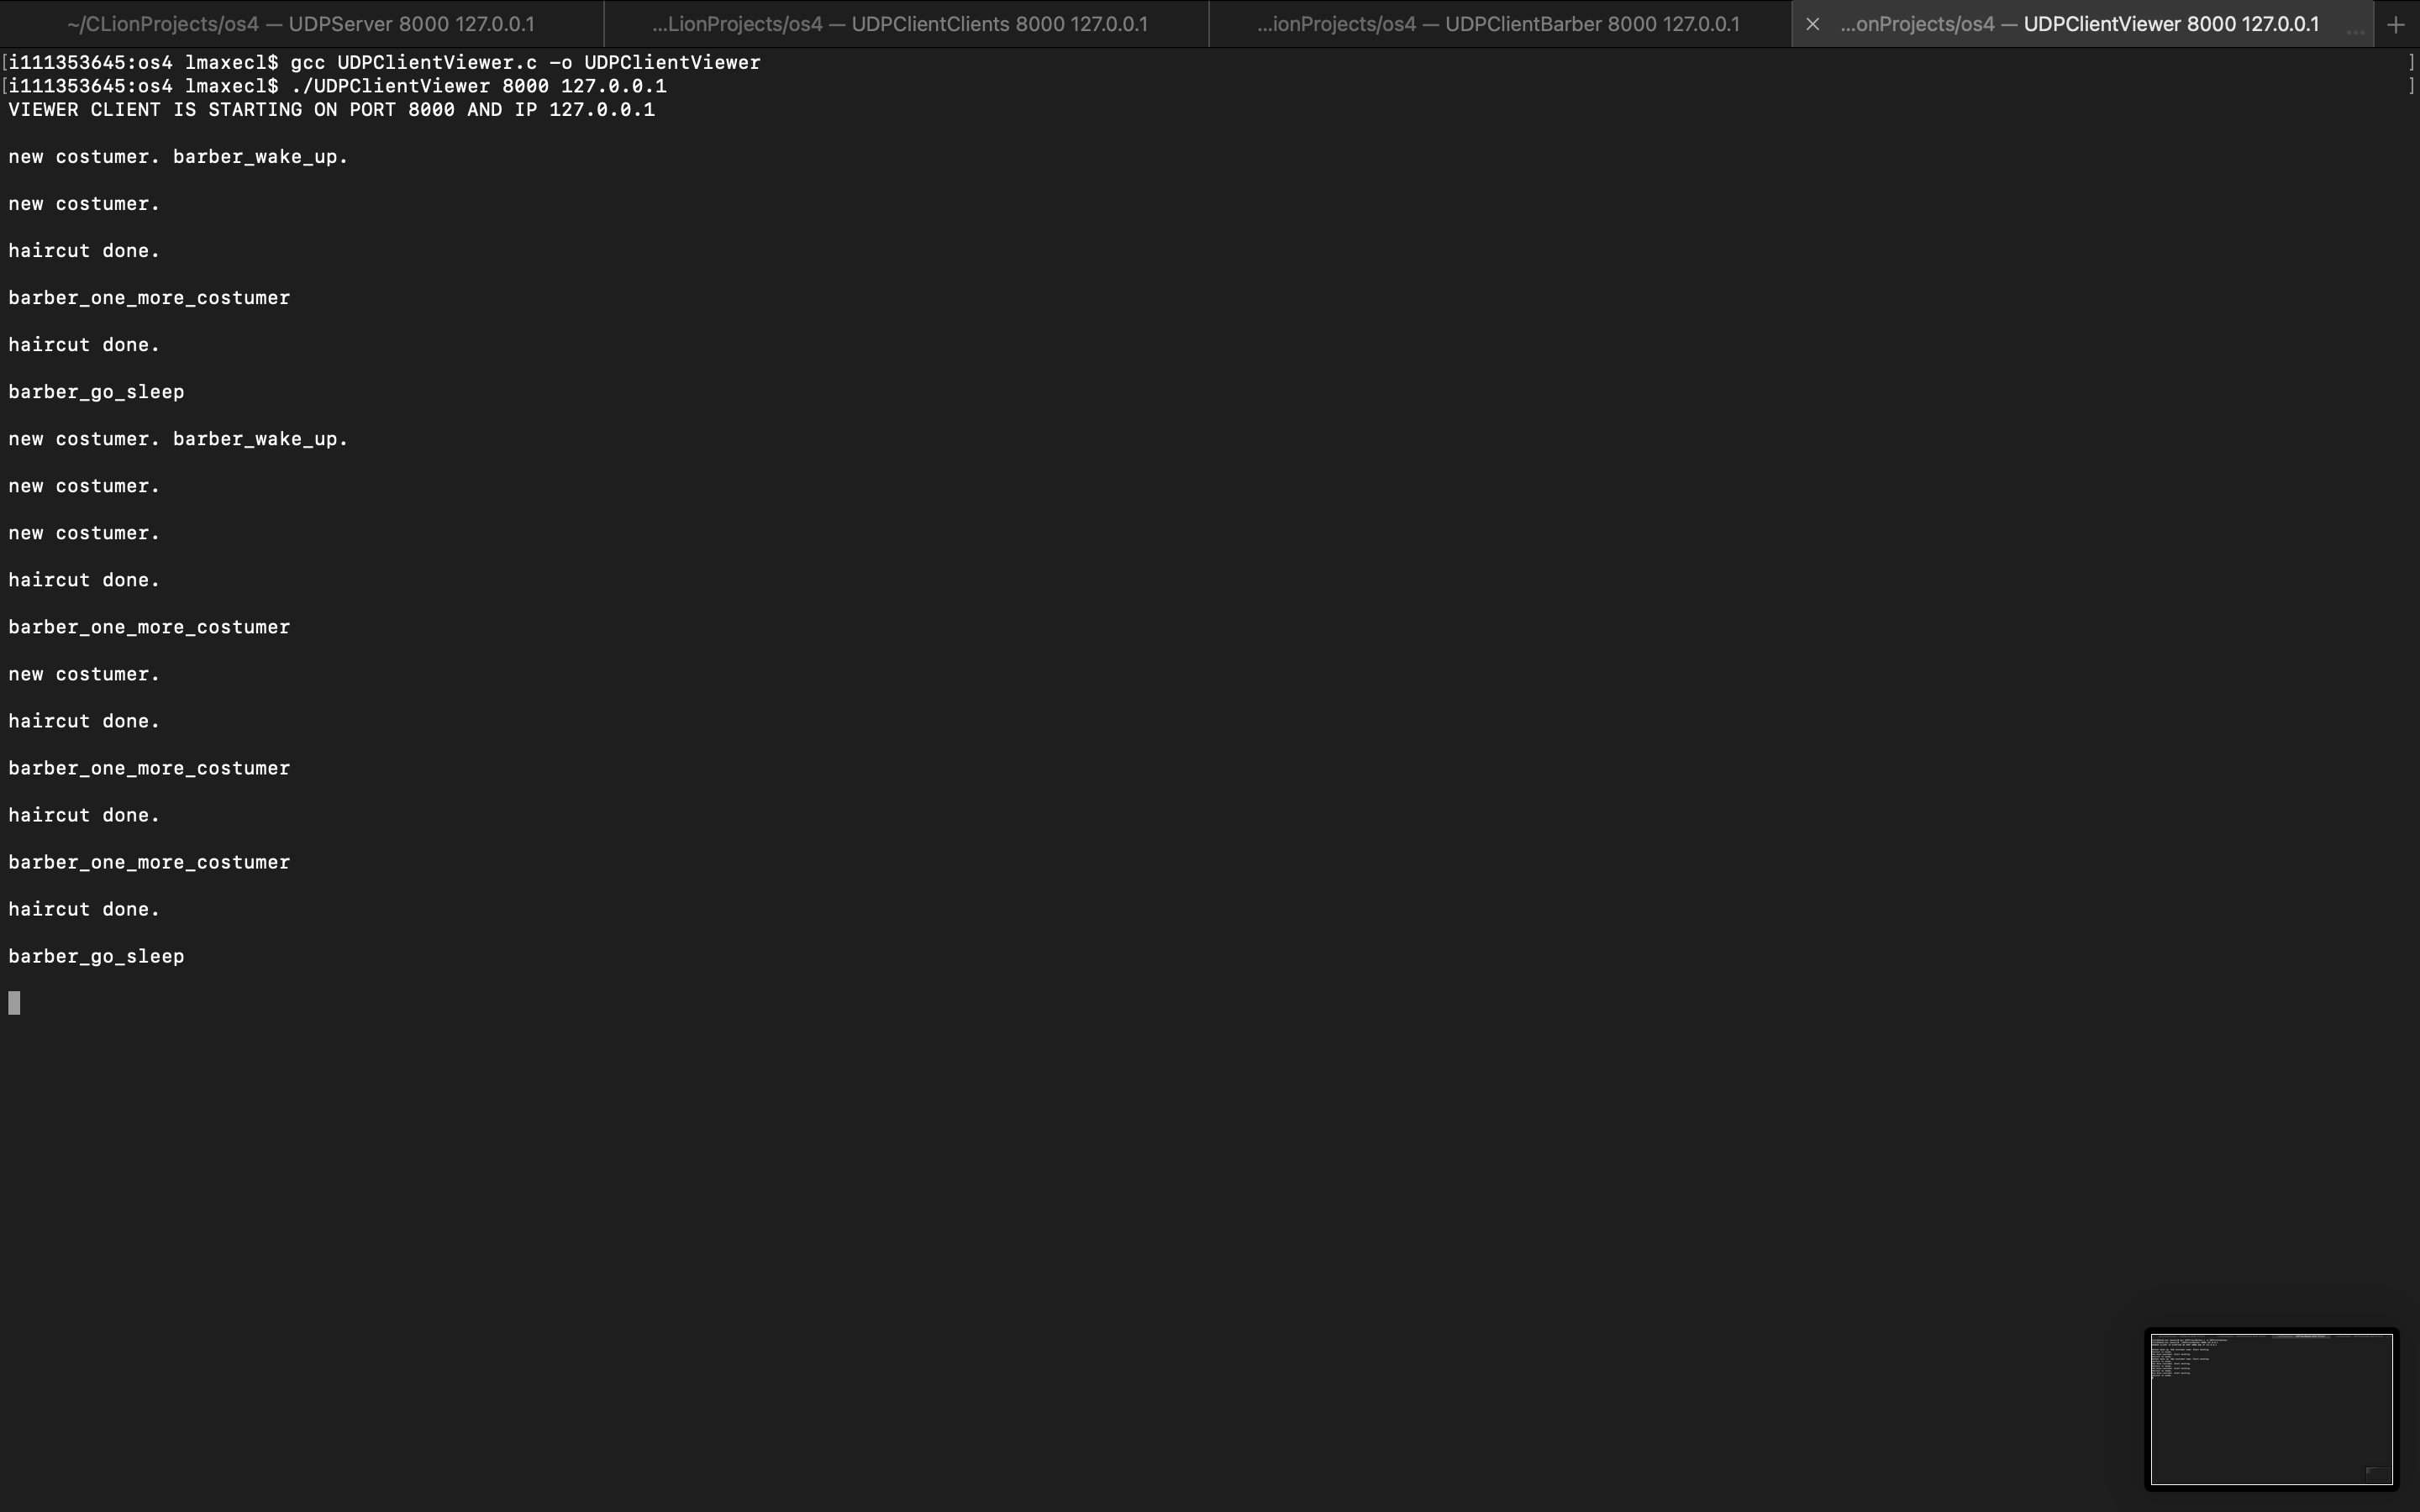 ~/CLionProjects/os4 — UDPServer 8000 127.0.0.1
...LionProjects/os4 — UDPClientClients 8000 127.0.0.1
...ionProjects/os4 — UDPClientBarber 8000 127.0.0.1
...onProjects/os4 — UDPClientViewer 8000 127.0.0.1 ...
[i111353645:os4 lmaxecl$ gcc UDPClientViewer.c -o UDPClientViewer ]
[i111353645:os4 lmaxecl$ ./UDPClientViewer 8000 127.0.0.1 ]
VIEWER CLIENT IS STARTING ON PORT 8000 AND IP 127.0.0.1
new costumer. barber_wake_up.
new costumer.
haircut done.
barber_one_more_costumer
haircut done.
barber_go_sleep
new costumer. barber_wake_up.
new costumer.
new costumer.
haircut done.
barber_one_more_costumer
new costumer.
haircut done.
barber_one_more_costumer
haircut done.
barber_one_more_costumer
haircut done.
barber_go_sleep